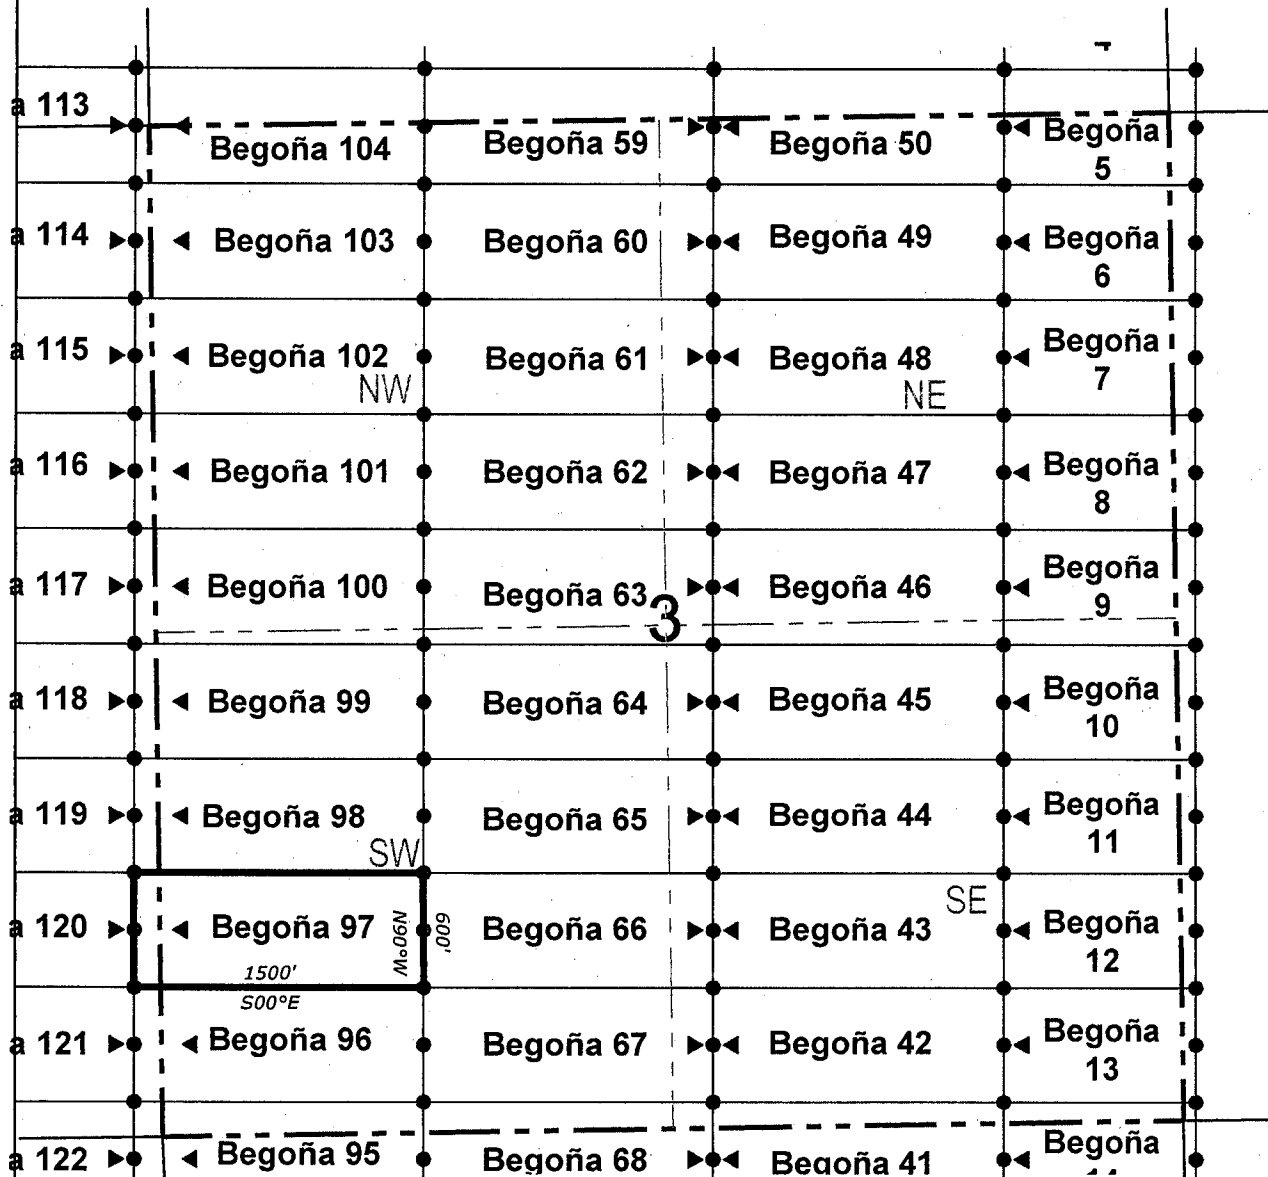 a 113
Begoña 104
Begoña 59
Begoña 50
Begoña
5
a 114
Begoña 103
Begoña 60
Begoña 49
Begoña
6
a 115
Begoña 102
Begoña 61
Begoña 48
Begoña
7
NW
NE
a 116
Begoña 101
Begoña 62
Begoña 47
Begoña
8
a 117
Begoña 100
Begoña 63
Begoña 46
Begoña
9
3
a 118
Begoña 99
Begoña 64
Begoña 45
Begoña
10
a 119
Begoña 98
Begoña 65
Begoña 44
Begoña
11
SW
SE
a 120
Begoña 97
N90°W
600'
Begoña 66
Begoña 43
Begoña
12
1500'
S00°E
a 121
Begoña 96
Begoña 67
Begoña 42
Begoña
13
a 122
Begoña 95
Begoña 68
Begoña 41
Begoña